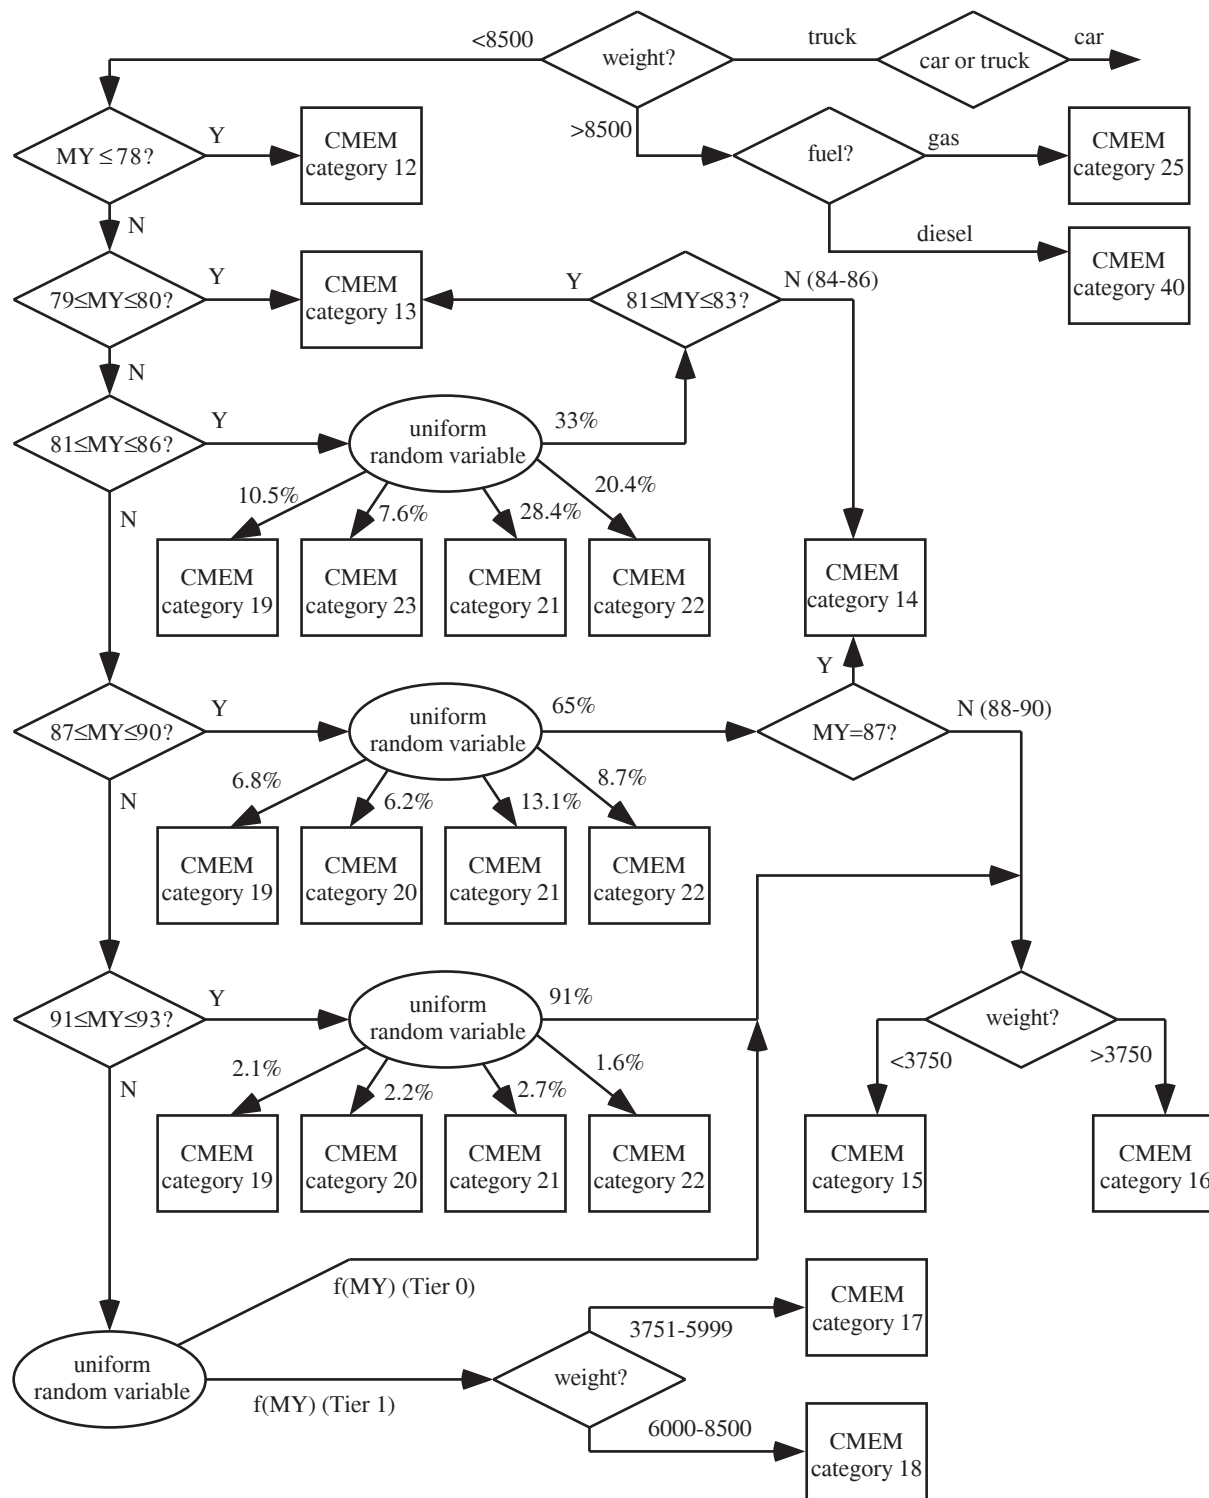 <8500
weight?
truck
car or truck
car
MY ≤ 78?
Y
CMEM
category 12
>8500
fuel?
gas
CMEM
category 25
N
diesel
CMEM
category 40
79≤MY≤80?
Y
CMEM
category 13
Y
81≤MY≤83?
N (84-86)
N
81≤MY≤86?
Y
uniform
random variable
33%
10.5%
7.6%
28.4%
20.4%
N
CMEM
category 19
CMEM
category 23
CMEM
category 21
CMEM
category 22
CMEM
category 14
Y
87≤MY≤90?
Y
uniform
random variable
65%
MY=87?
N (88-90)
6.8%
6.2%
13.1%
8.7%
N
CMEM
category 19
CMEM
category 20
CMEM
category 21
CMEM
category 22
91≤MY≤93?
Y
uniform
random variable
91%
weight?
<3750
>3750
2.1%
2.2%
2.7%
1.6%
N
CMEM
category 19
CMEM
category 20
CMEM
category 21
CMEM
category 22
CMEM
category 15
CMEM
category 16
f(MY) (Tier 0)
CMEM
category 17
3751-5999
uniform
random variable
f(MY) (Tier 1)
weight?
6000-8500
CMEM
category 18